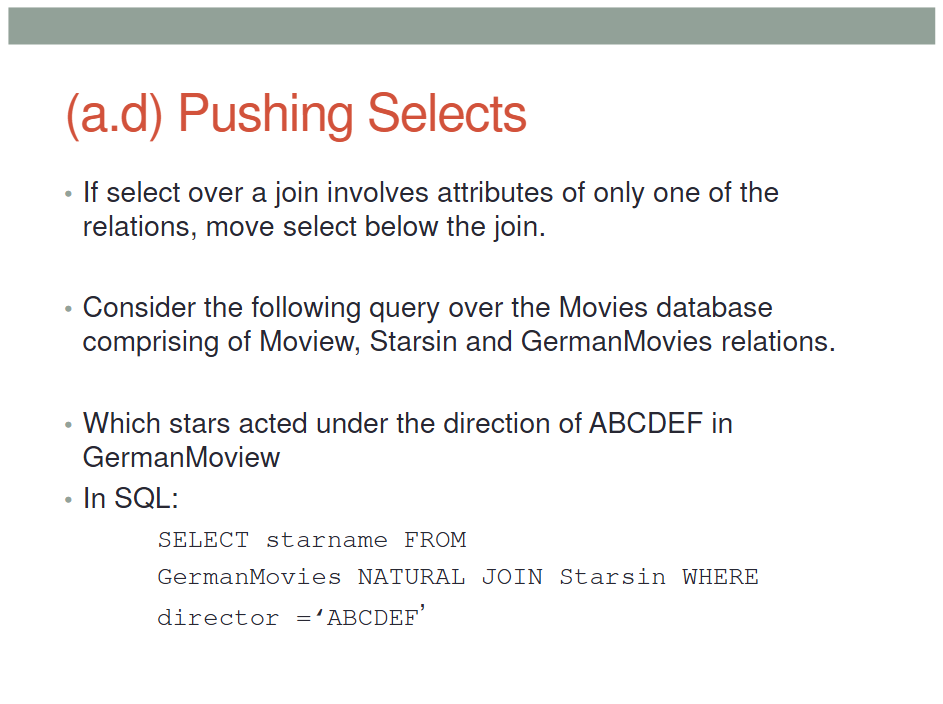 (a.d) Pushing Selects
• If select over a join involves attributes of only one of the
relations, move select below the join.
• Consider the following query over the Movies database
comprising of Moview, Starsin and GermanMovies relations.
• Which stars acted under the direction of ABCDEF in
GermanMoview
• In SQL:
SELECT starname FROM
GermanMovies NATURAL JOIN Starsin WHERE
director =‘ABCDEF’